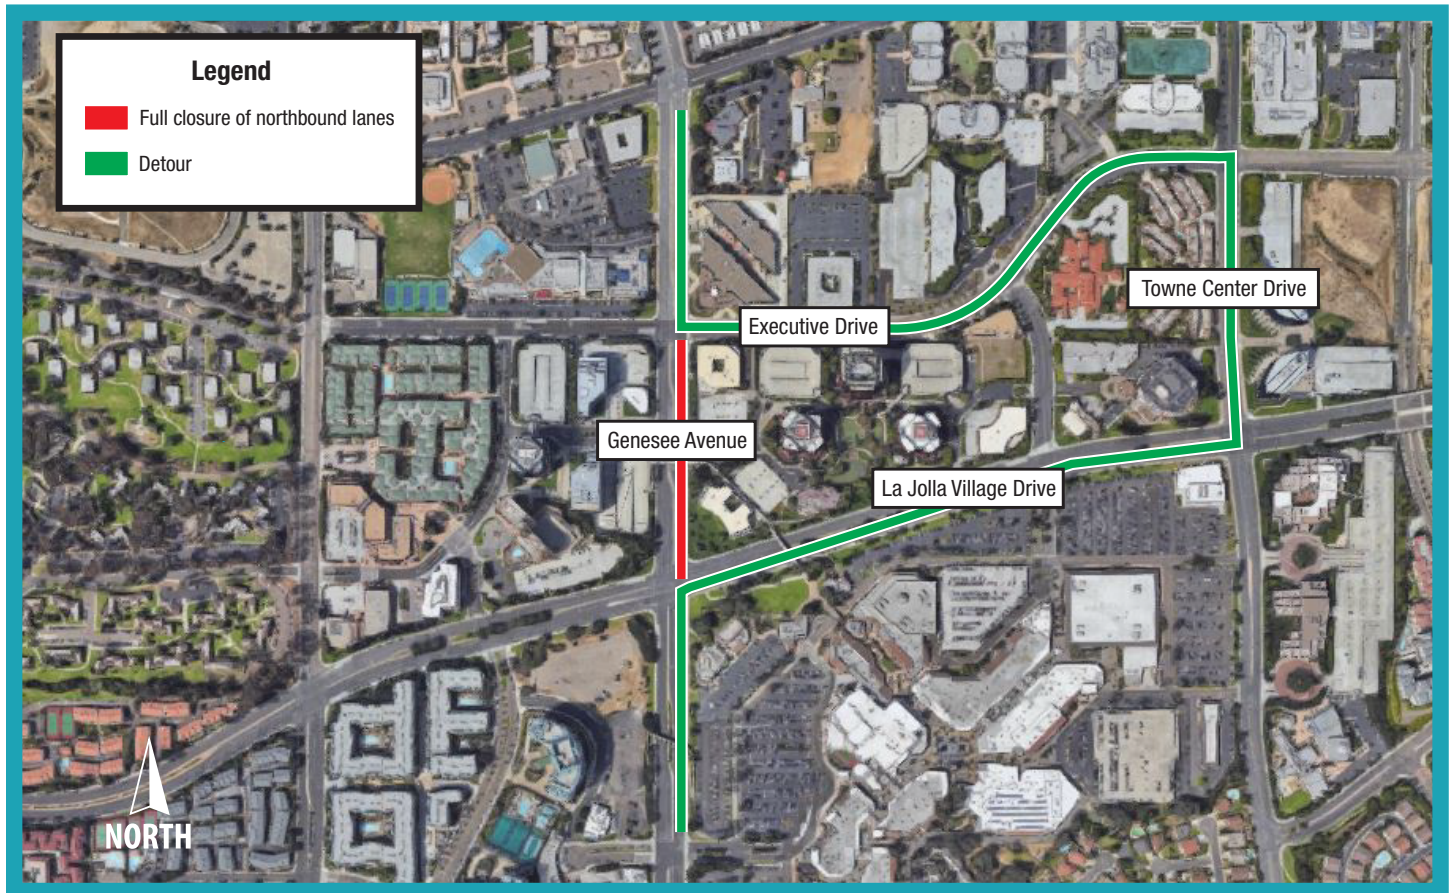 Legend
Full closure of northbound lanes
Detour
Towne Center Drive
Executive Drive
Genesee Avenue
La Jolla Village Drive
NORTH